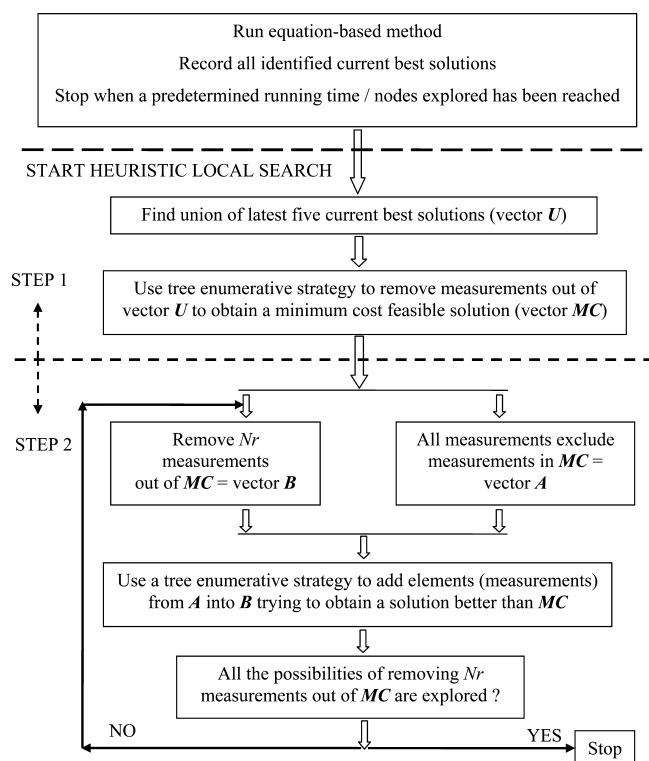 Run equation-based method
Record all identified current best solutions
Stop when a predetermined running time / nodes explored has been reached
START HEURISTIC LOCAL SEARCH
Find union of latest five current best solutions (vector U)
STEP 1
Use tree enumerative strategy to remove measurements out of
vector U to obtain a minimum cost feasible solution (vector MC)
STEP 2
Remove Nr
measurements
out of MC = vector B
All measurements exclude
measurements in MC =
vector A
Use a tree enumerative strategy to add elements (measurements)
from A into B trying to obtain a solution better than MC
All the possibilities of removing Nr
measurements out of MC are explored ?
NO
YES
Stop